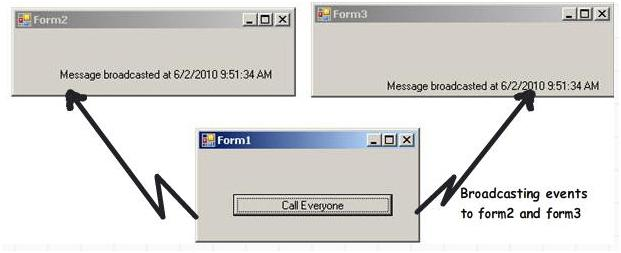 Form2
Message broadcasted at 6/2/2010 9:51:34 AM
Form3
Message broadcasted at 6/2/2010 9:51:34 AM
Form1
Call Everyone
Broadcasting events
to form2 and form3